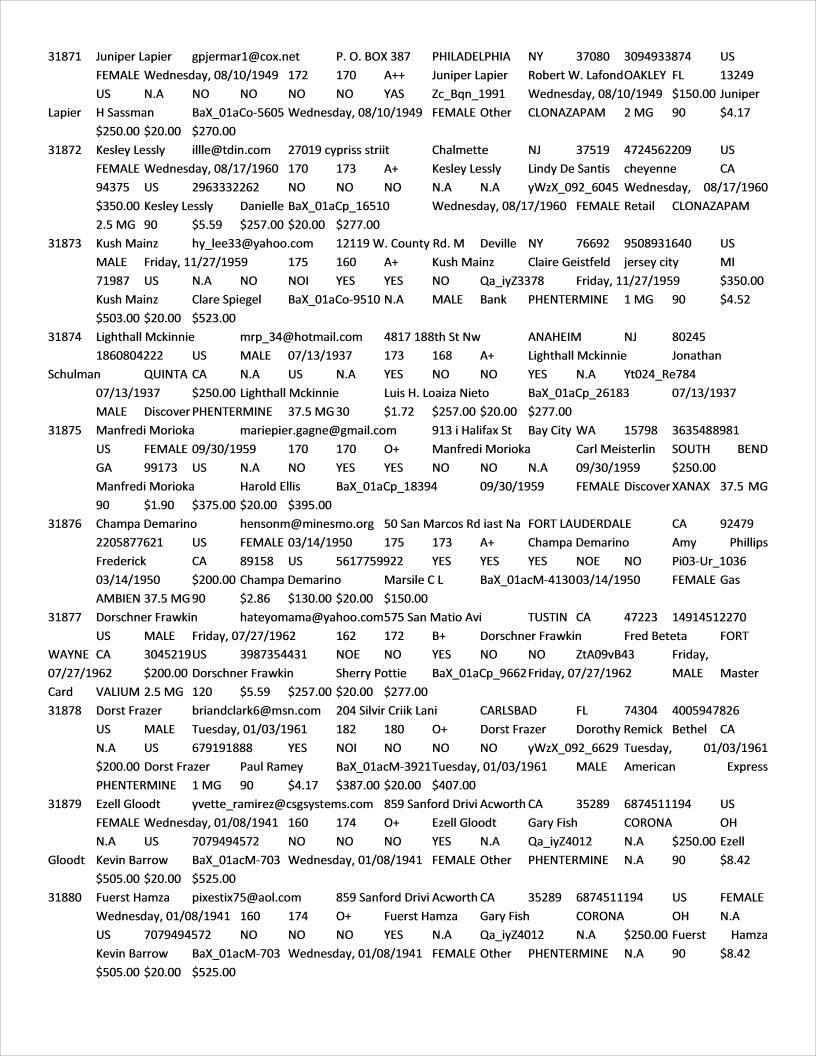 31871 Juniper Lapier gpjermar1@cox.net P. O. BOX 387 PHILADELPHIA NY 37080 3094933874 US
FEMALE Wednesday, 08/10/1949 172 170 A++ Juniper Lapier Robert W. Lafond OAKLEY FL 13249
US N.A NO NO NO NO YAS Zc_Bqn_1991 Wednesday, 08/10/1949 $150.00 Juniper
Lapier H Sassman BaX_01aCo-5605 Wednesday, 08/10/1949 FEMALE Other CLONAZAPAM 2 MG 90 $4.17
$250.00 $20.00 $270.00
31872 Kesley Lessly illle@tdin.com 27019 cypriss striit Chalmette NJ 37519 4724562209 US
FEMALE Wednesday, 08/17/1960 170 173 A+ Kesley Lessly Lindy De Santis cheyenne CA
94375 US 2963332262 NO NO NO N.A N.A yWzX_092_6045 Wednesday, 08/17/1960
$350.00 Kesley Lessly Danielle BaX_01aCp_16510 Wednesday, 08/17/1960 FEMALE Retail CLONAZAPAM
2.5 MG 90 $5.59 $257.00 $20.00 $277.00
31873 Kush Mainz hy_lee33@yahoo.com 12119 W. County Rd. M Deville NY 76692 9508931640 US
MALE Friday, 11/27/1959 175 160 A+ Kush Mainz Claire Geistfeld jersey city MI
71987 US N.A NO NOI YES YES NO Qa_iyZ3378 Friday, 11/27/1959 $350.00
Kush Mainz Clare Spiegel BaX_01aCo-9510 N.A MALE Bank PHENTERMINE 1 MG 90 $4.52
$503.00 $20.00 $523.00
31874 Lighthall Mckinnie mrp_34@hotmail.com 4817 188th St Nw ANAHEIM NJ 80245
1860804222 US MALE 07/13/1937 173 168 A+ Lighthall Mckinnie Jonathan
Schulman QUINTA CA N.A US N.A YES NO NO YES N.A Yt024_Re784
07/13/1937 $250.00 Lighthall Mckinnie Luis H. Loaiza Nieto BaX_01aCp_26183 07/13/1937
MALE Discover PHENTERMINE 37.5 MG 30 $1.72 $257.00 $20.00 $277.00
31875 Manfredi Morioka mariepier.gagne@gmail.com 913 i Halifax St Bay City WA 15798 3635488981
US FEMALE 09/30/1959 170 170 O+ Manfredi Morioka Carl Meisterlin SOUTH BEND
GA 99173 US N.A NO YES YES NO NO N.A 09/30/1959 $250.00
Manfredi Morioka Harold Ellis BaX_01aCp_18394 09/30/1959 FEMALE Discover XANAX 37.5 MG
90 $1.90 $375.00 $20.00 $395.00
31876 Champa Demarino hensonm@minesmo.org 50 San Marcos Rd iast Na FORT LAUDERDALE CA 92479
2205877621 US FEMALE 03/14/1950 175 173 A+ Champa Demarino Amy Phillips
Frederick CA 89158 US 5617759922 YES YES YES NOE NO Pi03-Ur_1036
03/14/1950 $200.00 Champa Demarino Marsile C L BaX_01acM-4130 03/14/1950 FEMALE Gas
AMBIEN 37.5 MG 90 $2.86 $130.00 $20.00 $150.00
31877 Dorschner Frawkin hateyomama@yahoo.com 575 San Matio Avi TUSTIN CA 47223 14914512270
US MALE Friday, 07/27/1962 162 172 B+ Dorschner Frawkin Fred Beteta FORT
WAYNE CA 3045219 US 3987354431 NOE NO YES NO NO ZtA09vB43 Friday,
07/27/1962 $200.00 Dorschner Frawkin Sherry Pottie BaX_01aCp_9662 Friday, 07/27/1962 MALE Master
Card VALIUM 2.5 MG 120 $5.59 $257.00 $20.00 $277.00
31878 Dorst Frazer briandclark6@msn.com 204 Silvir Criik Lani CARLSBAD FL 74304 4005947826
US MALE Tuesday, 01/03/1961 182 180 O+ Dorst Frazer Dorothy Remick Bethel CA
N.A US 679191888 YES NOI NO NO NO yWzX_092_6629 Tuesday, 01/03/1961
$200.00 Dorst Frazer Paul Ramey BaX_01acM-3921 Tuesday, 01/03/1961 MALE American Express
PHENTERMINE 1 MG 90 $4.17 $387.00 $20.00 $407.00
31879 Ezell Gloodt yvette_ramirez@csgsystems.com 859 Sanford Drivi Acworth CA 35289 6874511194 US
FEMALE Wednesday, 01/08/1941 160 174 O+ Ezell Gloodt Gary Fish CORONA OH
N.A US 7079494572 NO NO NO YES N.A Qa_iyZ4012 N.A $250.00 Ezell
Gloodt Kevin Barrow BaX_01acM-703 Wednesday, 01/08/1941 FEMALE Other PHENTERMINE N.A 90 $8.42
$505.00 $20.00 $525.00
31880 Fuerst Hamza pixestix75@aol.com 859 Sanford Drivi Acworth CA 35289 6874511194 US FEMALE
Wednesday, 01/08/1941 160 174 O+ Fuerst Hamza Gary Fish CORONA OH N.A
US 7079494572 NO NO NO YES N.A Qa_iyZ4012 N.A $250.00 Fuerst Hamza
Kevin Barrow BaX_01acM-703 Wednesday, 01/08/1941 FEMALE Other PHENTERMINE N.A 90 $8.42
$505.00 $20.00 $525.00